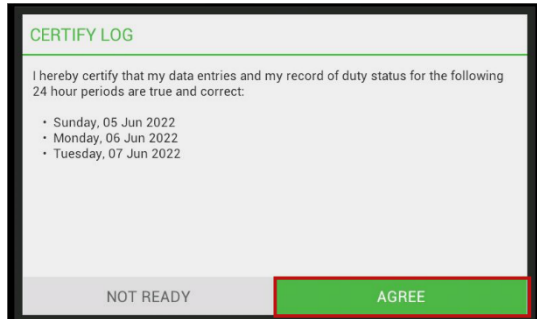 CERTIFY LOG
I hereby certify that my data entries and my record of duty status for the following
24 hour periods are true and correct:
• Sunday, 05 Jun 2022
• Monday, 06 Jun 2022
• Tuesday, 07 Jun 2022
NOT READY
AGREE